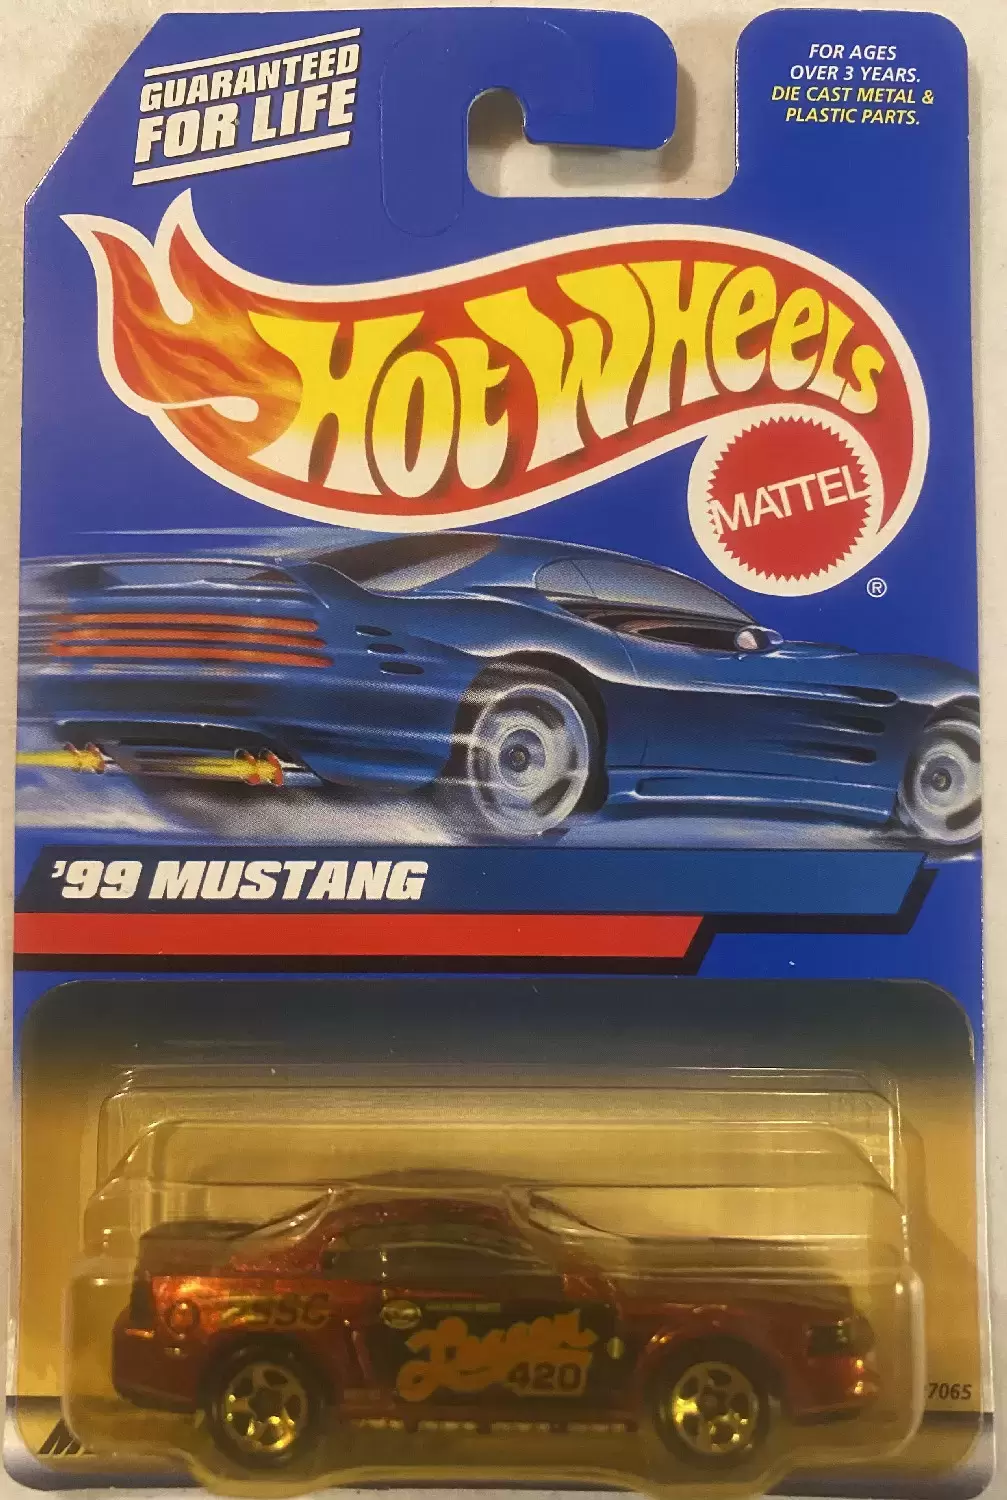 GUARANTEED
FOR LIFE
FOR AGES
OVER 3 YEARS.
DIE CAST METAL &
PLASTIC PARTS.
HOT WHEELS
MATTEL
®
'99 MUSTANG
420
7065